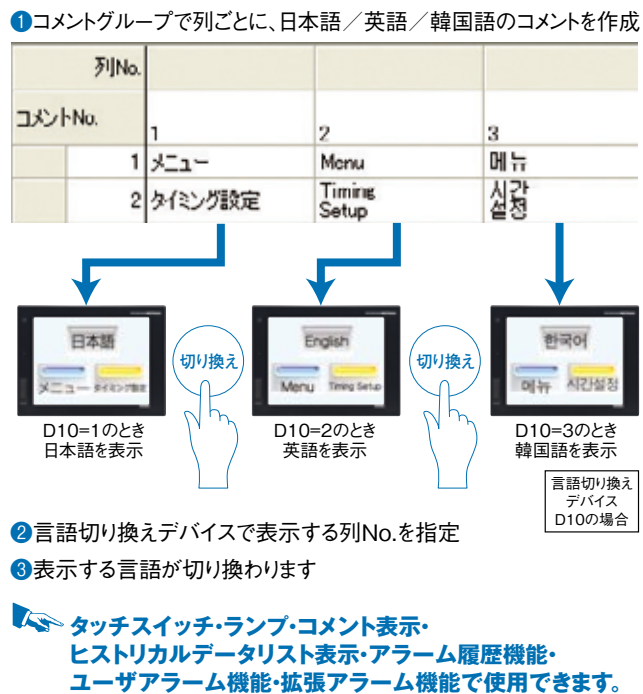 ❶コメントグループで列ごとに、日本語／英語／韓国語のコメントを作成
列No.
コメントNo.
1 2 3
1 メニュー Menu 메뉴
2 タイミング設定 Timing Setup 시간 설정
日本語
メニュー タイミング設定
切り換え
English
Menu Timing Setup
切り換え
한국어
메뉴 시간설정
D10=1のとき
日本語を表示
D10=2のとき
英語を表示
D10=3のとき
韓国語を表示
言語切り換え
デバイス
D10の場合
❷言語切り換えデバイスで表示する列No.を指定
❸表示する言語が切り換わります
タッチスイッチ・ランプ・コメント表示・
ヒストリカルデータリスト表示・アラーム履歴機能・
ユーザアラーム機能・拡張アラーム機能で使用できます。